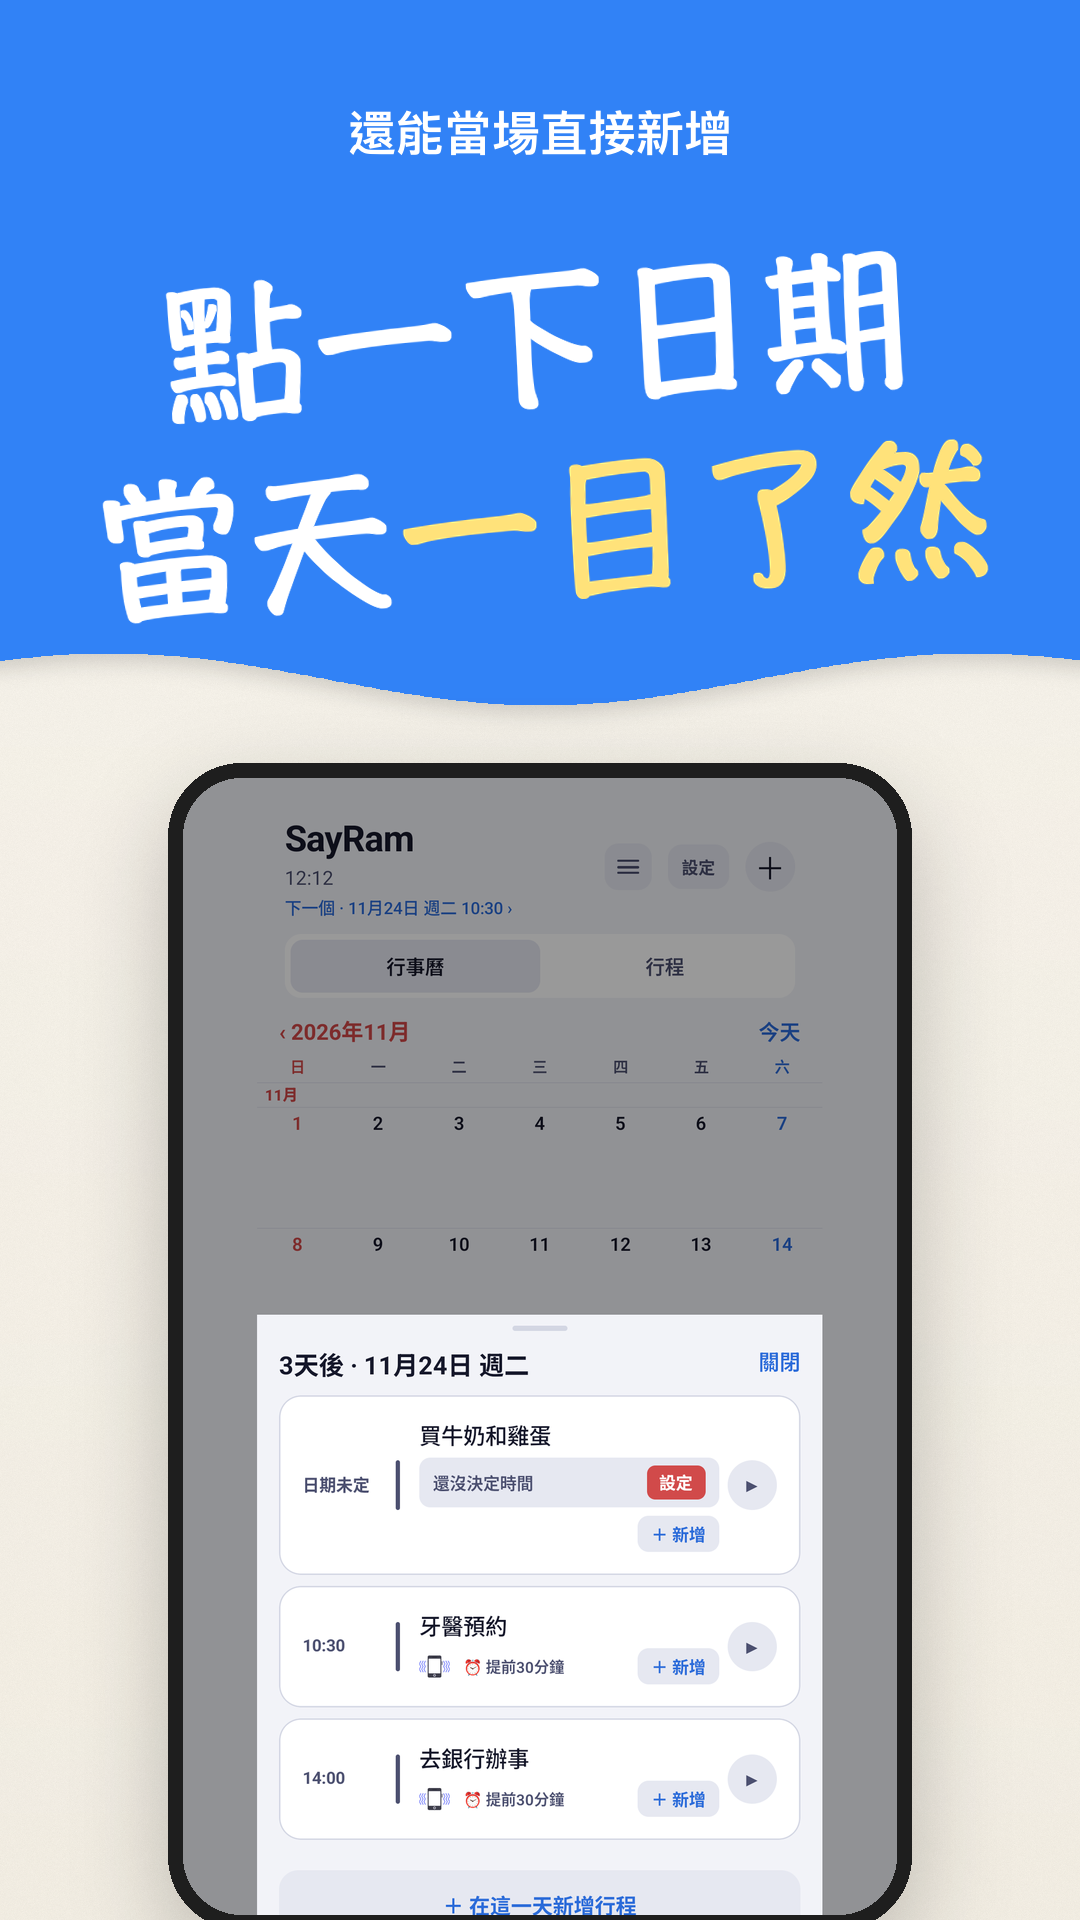 還能當場直接新增
點一下日期
當天一目了然
SayRam
12:12
下一個 · 11月24日 週二 10:30 ›
設定
行事曆
行程
‹ 2026年11月
今天
日 一 二 三 四 五 六
11月
1 2 3 4 5 6 7
8 9 10 11 12 13 14
3天後 · 11月24日 週二
關閉
買牛奶和雞蛋
日期未定
還沒決定時間
設定
＋ 新增
牙醫預約
10:30
提前30分鐘
＋ 新增
去銀行辦事
14:00
提前30分鐘
＋ 新增
＋ 在這一天新增行程